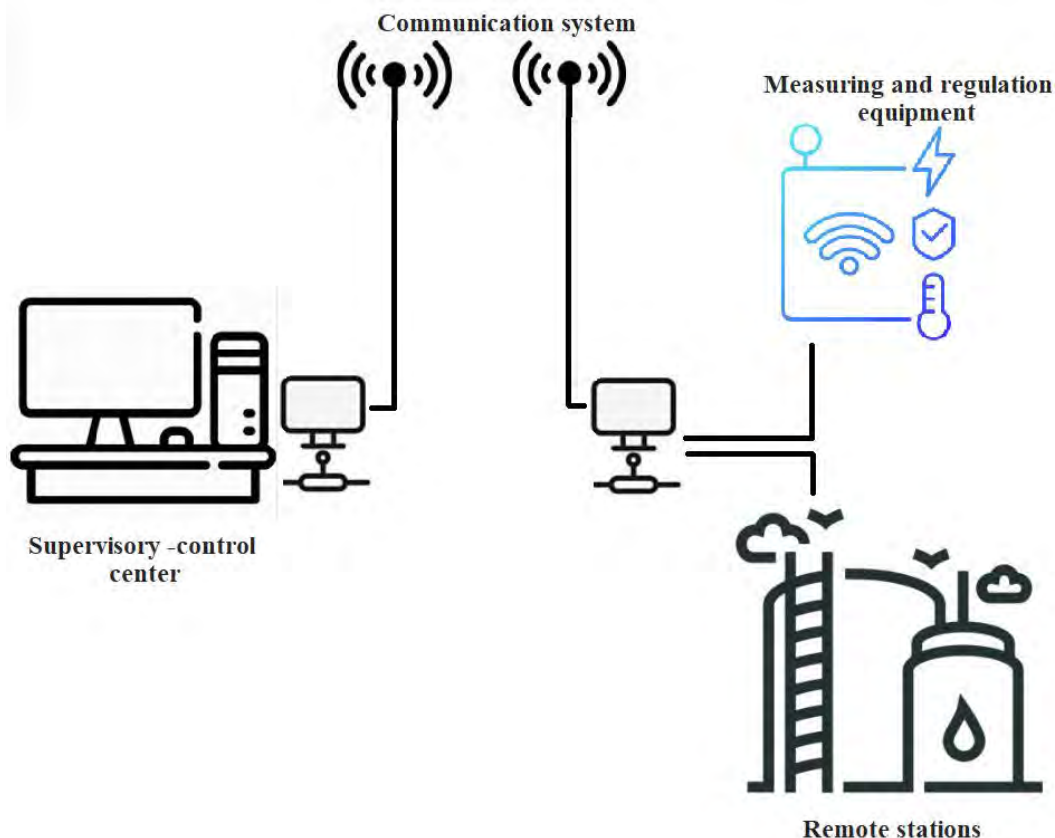 Communication system
Measuring and regulation
equipment
Supervisory -control
center
Remote stations